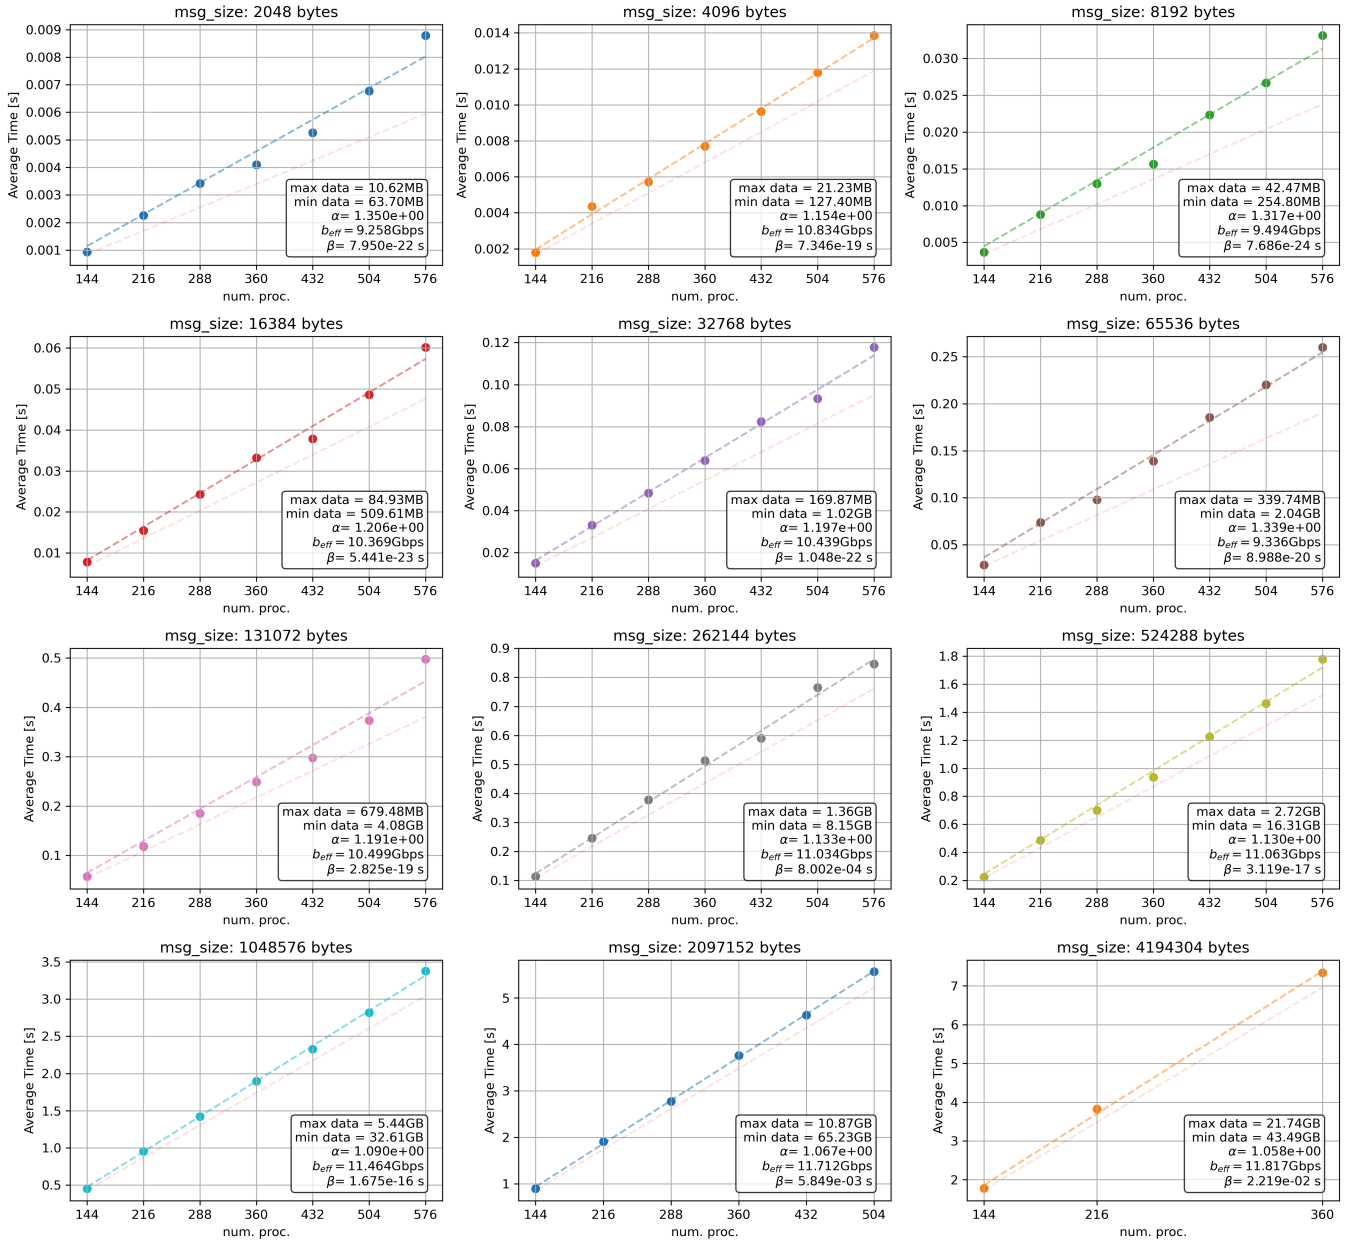 msg_size: 2048 bytes
Average Time [s]
0.009
0.008
0.007
0.006
0.005
0.004
0.003
0.002
0.001
max data = 10.62MB
min data = 63.70MB
α= 1.350e+00
b_eff = 9.258Gbps
β= 7.950e-22 s
144 216 288 360 432 504 576
num. proc.
msg_size: 4096 bytes
Average Time [s]
0.014
0.012
0.010
0.008
0.006
0.004
0.002
max data = 21.23MB
min data = 127.40MB
α= 1.154e+00
b_eff = 10.834Gbps
β= 7.346e-19 s
144 216 288 360 432 504 576
num. proc.
msg_size: 8192 bytes
Average Time [s]
0.030
0.025
0.020
0.015
0.010
0.005
max data = 42.47MB
min data = 254.80MB
α= 1.317e+00
b_eff = 9.494Gbps
β= 7.686e-24 s
144 216 288 360 432 504 576
num. proc.
msg_size: 16384 bytes
Average Time [s]
0.06
0.05
0.04
0.03
0.02
0.01
max data = 84.93MB
min data = 509.61MB
α= 1.206e+00
b_eff = 10.369Gbps
β= 5.441e-23 s
144 216 288 360 432 504 576
num. proc.
msg_size: 32768 bytes
Average Time [s]
0.12
0.10
0.08
0.06
0.04
0.02
max data = 169.87MB
min data = 1.02GB
α= 1.197e+00
b_eff = 10.439Gbps
β= 1.048e-22 s
144 216 288 360 432 504 576
num. proc.
msg_size: 65536 bytes
Average Time [s]
0.25
0.20
0.15
0.10
0.05
max data = 339.74MB
min data = 2.04GB
α= 1.339e+00
b_eff = 9.336Gbps
β= 8.988e-20 s
144 216 288 360 432 504 576
num. proc.
msg_size: 131072 bytes
Average Time [s]
0.5
0.4
0.3
0.2
0.1
max data = 679.48MB
min data = 4.08GB
α= 1.191e+00
b_eff = 10.499Gbps
β= 2.825e-19 s
144 216 288 360 432 504 576
num. proc.
msg_size: 262144 bytes
Average Time [s]
0.9
0.8
0.7
0.6
0.5
0.4
0.3
0.2
0.1
max data = 1.36GB
min data = 8.15GB
α= 1.133e+00
b_eff = 11.034Gbps
β= 8.002e-04 s
144 216 288 360 432 504 576
num. proc.
msg_size: 524288 bytes
Average Time [s]
1.8
1.6
1.4
1.2
1.0
0.8
0.6
0.4
0.2
max data = 2.72GB
min data = 16.31GB
α= 1.130e+00
b_eff = 11.063Gbps
β= 3.119e-17 s
144 216 288 360 432 504 576
num. proc.
msg_size: 1048576 bytes
Average Time [s]
3.5
3.0
2.5
2.0
1.5
1.0
0.5
max data = 5.44GB
min data = 32.61GB
α= 1.090e+00
b_eff = 11.464Gbps
β= 1.675e-16 s
144 216 288 360 432 504 576
num. proc.
msg_size: 2097152 bytes
Average Time [s]
5
4
3
2
1
max data = 10.87GB
min data = 65.23GB
α= 1.067e+00
b_eff = 11.712Gbps
β= 5.849e-03 s
144 216 288 360 432 504
num. proc.
msg_size: 4194304 bytes
Average Time [s]
7
6
5
4
3
2
max data = 21.74GB
min data = 43.49GB
α= 1.058e+00
b_eff = 11.817Gbps
β= 2.219e-02 s
144 216 360
num. proc.